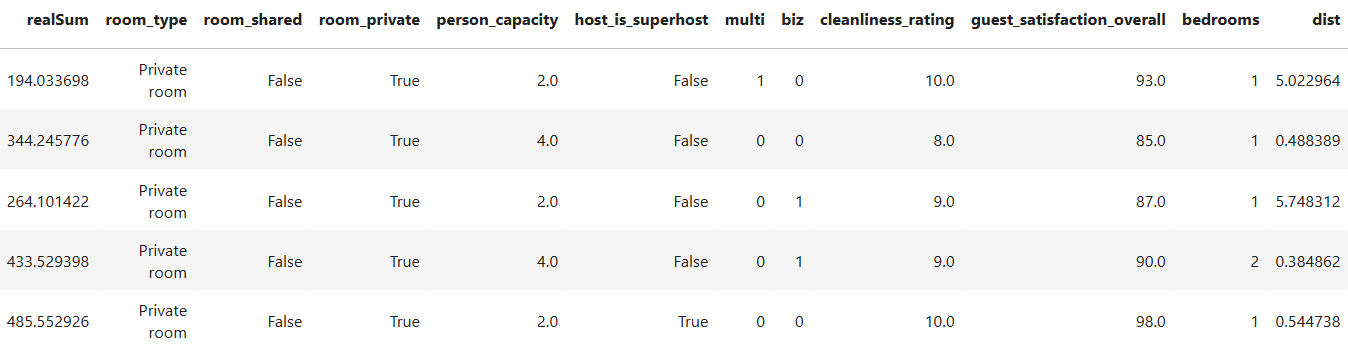 realSum room_type room_shared room_private person_capacity host_is_superhost multi biz cleanliness_rating guest_satisfaction_overall bedrooms dist
194.033698 Private room False True 2.0 False 1 0 10.0 93.0 1 5.022964
344.245776 Private room False True 4.0 False 0 0 8.0 85.0 1 0.488389
264.101422 Private room False True 2.0 False 0 1 9.0 87.0 1 5.748312
433.529398 Private room False True 4.0 False 0 1 9.0 90.0 2 0.384862
485.552926 Private room False True 2.0 True 0 0 10.0 98.0 1 0.544738